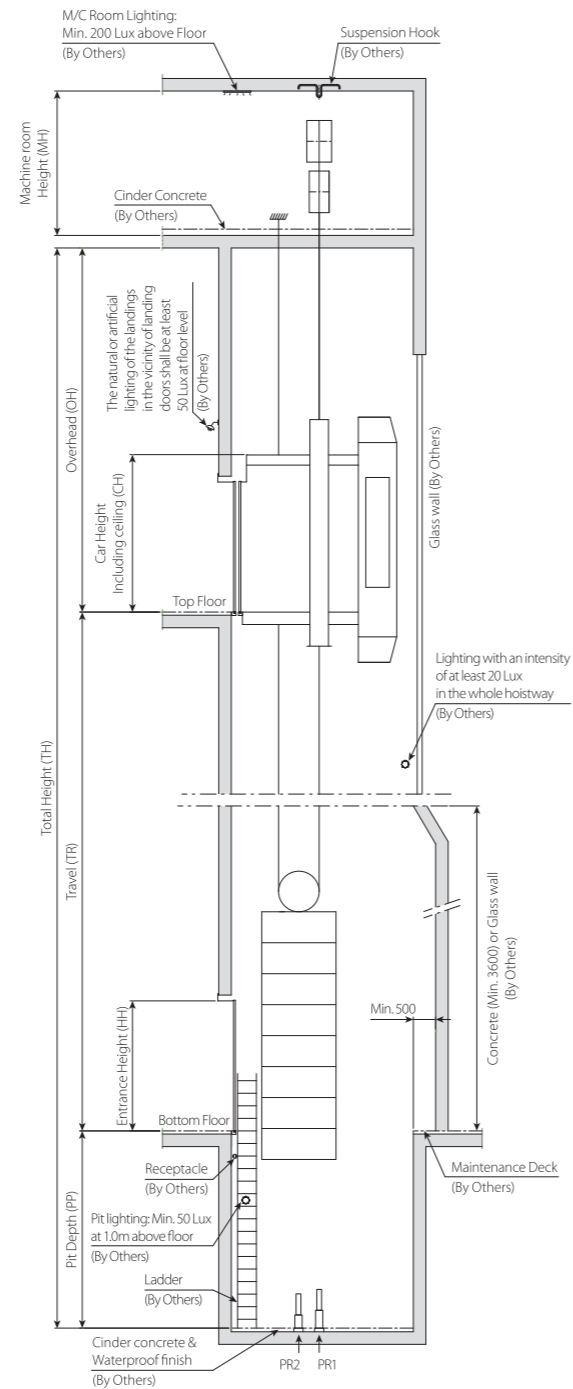 M/C Room Lighting:
Min. 200 Lux above Floor
(By Others)
Suspension Hook
(By Others)
Machine room
Height (MH)
Cinder Concrete
(By Others)
The natural or artificial
lighting of the landings
in the vicinity of landing
doors shall be at least
50 Lux at floor level
(By Others)
Overhead (OH)
Car Height
Including ceiling (CH)
Glass wall (By Others)
Top Floor
Lighting with an intensity
of at least 20 Lux
in the whole hoistway
(By Others)
Total Height (TH)
Travel (TR)
Concrete (Min. 3600) or Glass wall
(By Others)
Min. 500
Entrance Height (HH)
Bottom Floor
Receptacle
(By Others)
Maintenance Deck
(By Others)
Pit lighting: Min. 50 Lux
at 1.0m above floor
(By Others)
Pit Depth (PP)
Ladder
(By Others)
Cinder concrete &
Waterproof finish
(By Others)
PR2
PR1